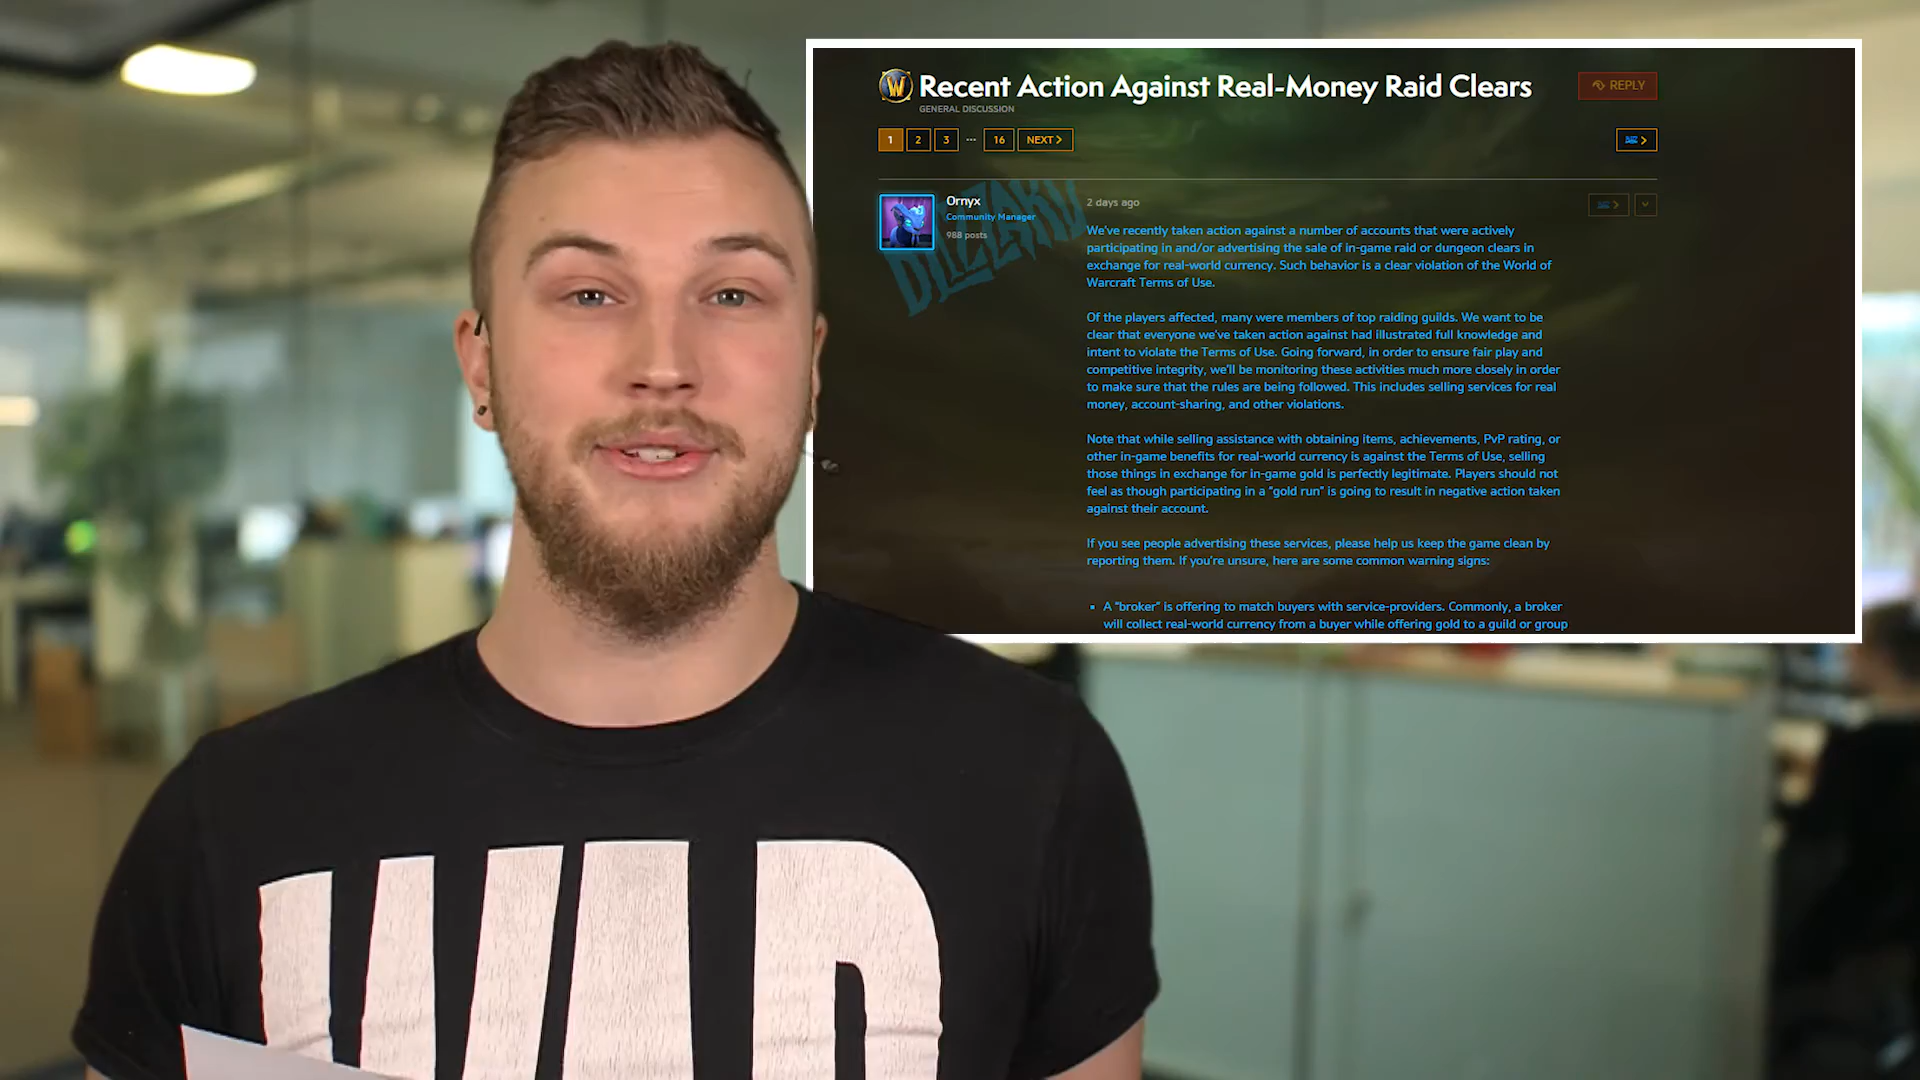 Recent Action Against Real-Money Raid Clears
REPLY
GENERAL DISCUSSION
1 2 3 ... 16 NEXT >
Ornyx
Community Manager
988 posts
BLIZZARD
2 days ago
We've recently taken action against a number of accounts that were actively
participating in and/or advertising the sale of in-game raid or dungeon clears in
exchange for real-world currency. Such behavior is a clear violation of the World of
Warcraft Terms of Use.
Of the players affected, many were members of top raiding guilds. We want to be
clear that everyone we've taken action against had illustrated full knowledge and
intent to violate the Terms of Use. Going forward, in order to ensure fair play and
competitive integrity, we'll be monitoring these activities much more closely in order
to make sure that the rules are being followed. This includes selling services for real
money, account-sharing, and other violations.
Note that while selling assistance with obtaining items, achievements, PvP rating, or
other in-game benefits for real-world currency is against the Terms of Use, selling
those things in exchange for in-game gold is perfectly legitimate. Players should not
feel as though participating in a "gold run" is going to result in negative action taken
against their account.
If you see people advertising these services, please help us keep the game clean by
reporting them. If you're unsure, here are some common warning signs:
▪ A "broker" is offering to match buyers with service-providers. Commonly, a broker
will collect real-world currency from a buyer while offering gold to a guild or group